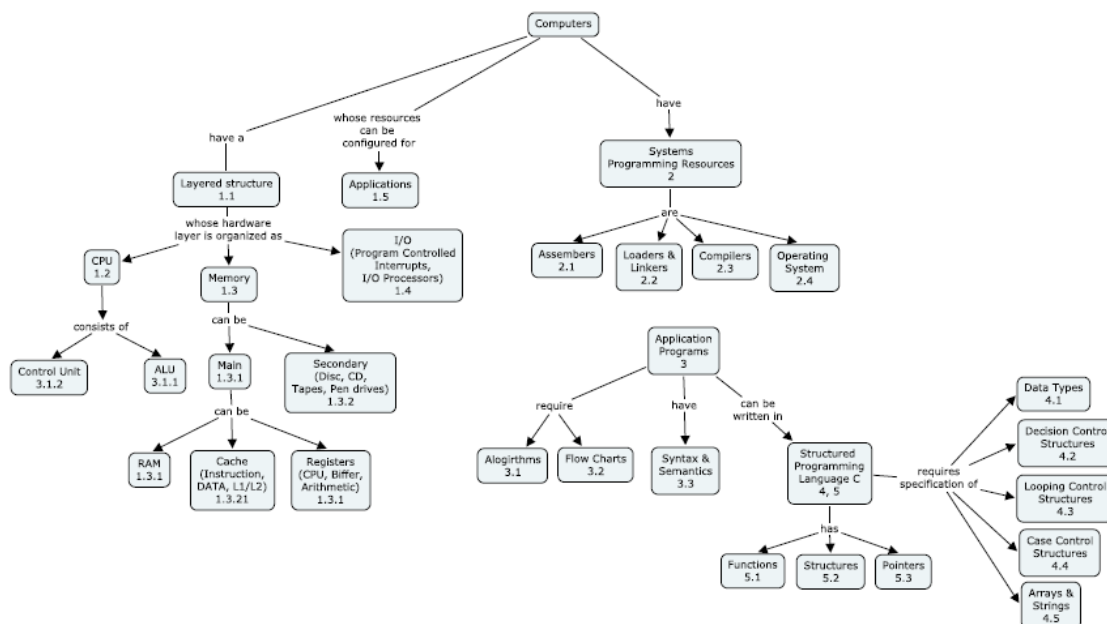 Computers
have a
whose resources
can be
configured for
have
Layered structure
1.1
Applications
1.5
Systems
Programming Resources
2
whose hardware
layer is organized as
are
CPU
1.2
Memory
1.3
I/O
(Program Controlled
Interrupts,
I/O Processors)
1.4
Assembers
2.1
Loaders &
Linkers
2.2
Compilers
2.3
Operating
System
2.4
consists of
can be
Control Unit
3.1.2
ALU
3.1.1
Main
1.3.1
Secondary
(Disc, CD,
Tapes, Pen drives)
1.3.2
can be
RAM
1.3.1
Cache
(Instruction,
DATA, L1/L2)
1.3.21
Registers
(CPU, Biffer,
Arithmetic)
1.3.1
Application
Programs
3
require
have
can be
written in
Alogirthms
3.1
Flow Charts
3.2
Syntax &
Semantics
3.3
Structured
Programming
Language C
4, 5
requires
specification of
Data Types
4.1
Decision Control
Structures
4.2
Looping Control
Structures
4.3
Case Control
Structures
4.4
Arrays &
Strings
4.5
has
Functions
5.1
Structures
5.2
Pointers
5.3